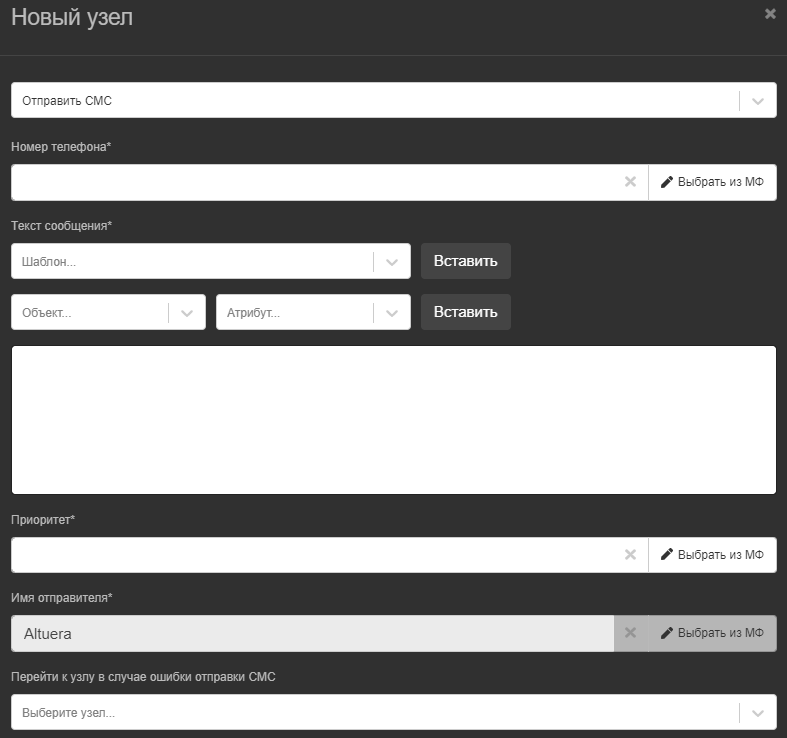 Новый узел
Отправить СМС
Номер телефона*
Выбрать из МФ
Текст сообщения*
Шаблон... Вставить
Объект... Атрибут... Вставить
Приоритет*
Выбрать из МФ
Имя отправителя*
Altuera Выбрать из МФ
Перейти к узлу в случае ошибки отправки СМС
Выберите узел...